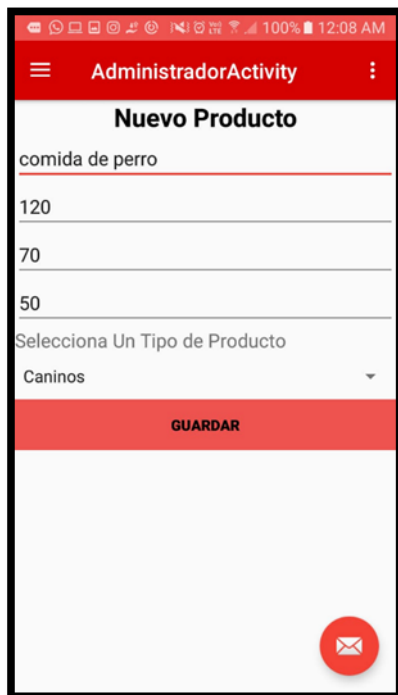 100% 12:08 AM
AdministradorActivity
Nuevo Producto
comida de perro
120
70
50
Selecciona Un Tipo de Producto
Caninos
GUARDAR